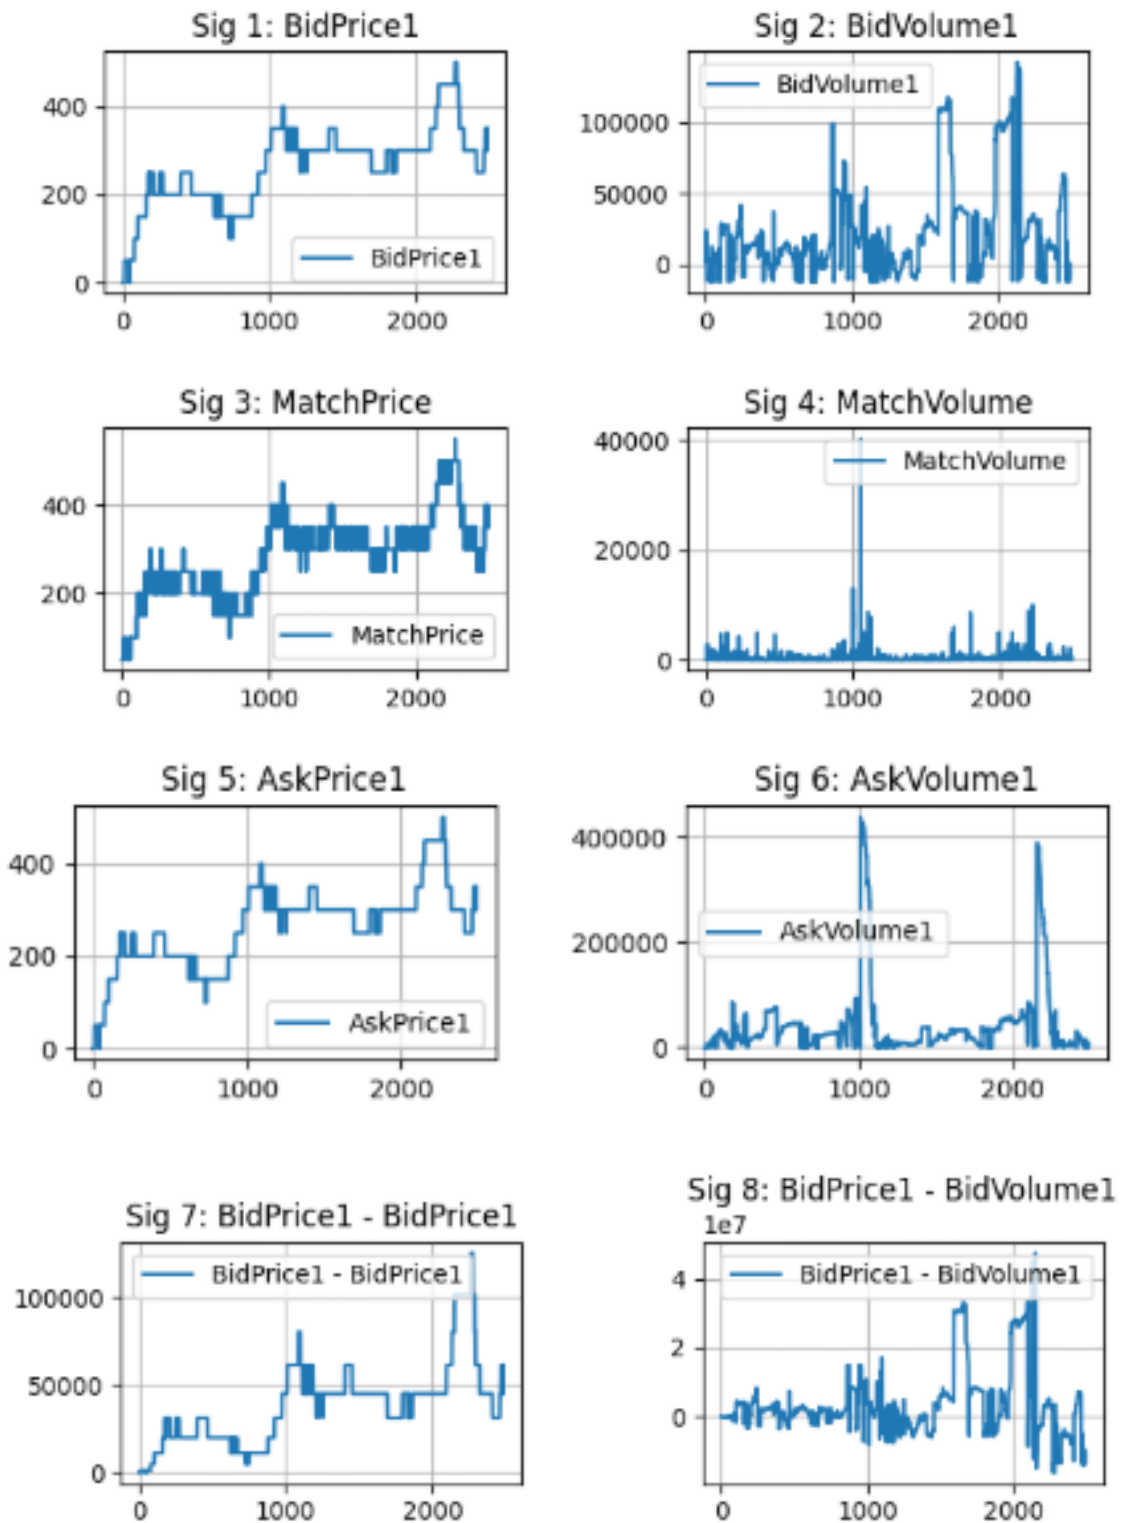 Sig 1: BidPrice1
Sig 2: BidVolume1
400
200
0
BidPrice1
0
1000
2000
100000
50000
0
BidVolume1
0
1000
2000
Sig 3: MatchPrice
Sig 4: MatchVolume
400
200
MatchPrice
0
1000
2000
40000
20000
0
MatchVolume
0
1000
2000
Sig 5: AskPrice1
Sig 6: AskVolume1
400
200
0
AskPrice1
0
1000
2000
400000
200000
0
AskVolume1
0
1000
2000
Sig 7: BidPrice1 - BidPrice1
Sig 8: BidPrice1 - BidVolume1
100000
50000
0
BidPrice1 - BidPrice1
0
1000
2000
1e7
4
2
0
BidPrice1 - BidVolume1
0
1000
2000